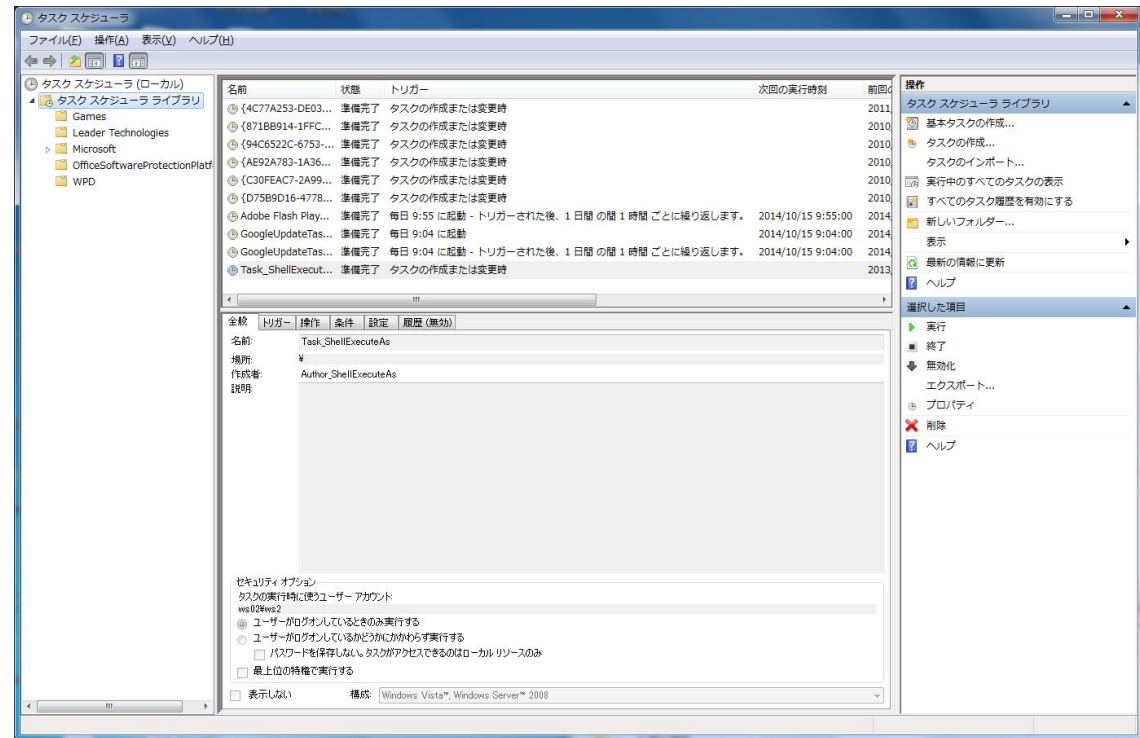 タスク スケジューラ
ファイル(F) 操作(A) 表示(V) ヘルプ(H)
タスク スケジューラ (ローカル)
タスク スケジューラ ライブラリ
Games
Leader Technologies
Microsoft
OfficeSoftwareProtectionPlatf
WPD
名前 状態 トリガー 次回の実行時刻 前回の
{4C77A253-DE03... 準備完了 タスクの作成または変更時 2011
{871BB914-1FFC... 準備完了 タスクの作成または変更時 2010
{94C6522C-6753-... 準備完了 タスクの作成または変更時 2010
{AE92A783-1A36... 準備完了 タスクの作成または変更時 2010
{C30FEAC7-2A99... 準備完了 タスクの作成または変更時 2010
{D75B9D16-4778... 準備完了 タスクの作成または変更時 2010
Adobe Flash Play... 準備完了 毎日 9:55 に起動 - トリガーされた後、1 日間 の間 1 時間 ごとに繰り返します。 2014/10/15 9:55:00 2014
GoogleUpdateTas... 準備完了 毎日 9:04 に起動 2014/10/15 9:04:00 2014
GoogleUpdateTas... 準備完了 毎日 9:04 に起動 - トリガーされた後、1 日間 の間 1 時間 ごとに繰り返します。 2014/10/15 9:04:00 2014
Task_ShellExecut... 準備完了 タスクの作成または変更時 2013
全般 トリガー 操作 条件 設定 履歴 (無効)
名前: Task_ShellExecuteAs
場所: ¥
作成者: Author_ShellExecuteAs
説明:
セキュリティ オプション
タスクの実行時に使うユーザー アカウント:
ws02¥ws2
ユーザーがログオンしているときのみ実行する
ユーザーがログオンしているかどうかにかかわらず実行する
パスワードを保存しない。タスクがアクセスできるのはローカル リソースのみ
最上位の特権で実行する
表示しない 構成: Windows Vista™, Windows Server™ 2008
操作
タスク スケジューラ ライブラリ
基本タスクの作成...
タスクの作成...
タスクのインポート...
実行中のすべてのタスクの表示
すべてのタスク履歴を有効にする
新しいフォルダー...
表示
最新の情報に更新
ヘルプ
選択した項目
実行
終了
無効化
エクスポート...
プロパティ
削除
ヘルプ